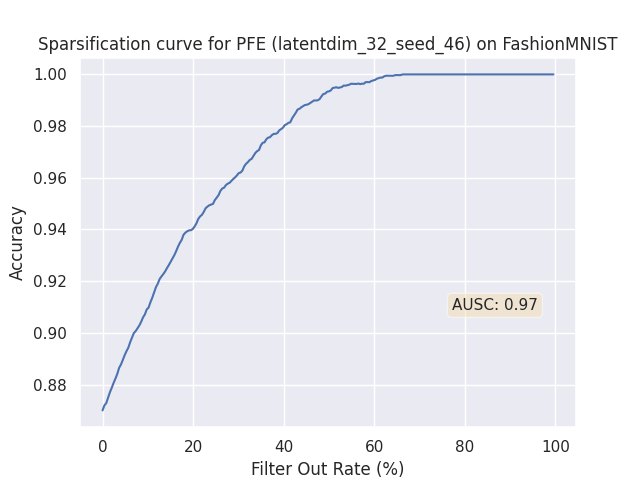 Sparsification curve for PFE (latentdim_32_seed_46) on FashionMNIST
1.00
0.98
0.96
0.94
0.92
0.90
0.88
Accuracy
AUSC: 0.97
0 20 40 60 80 100
Filter Out Rate (%)